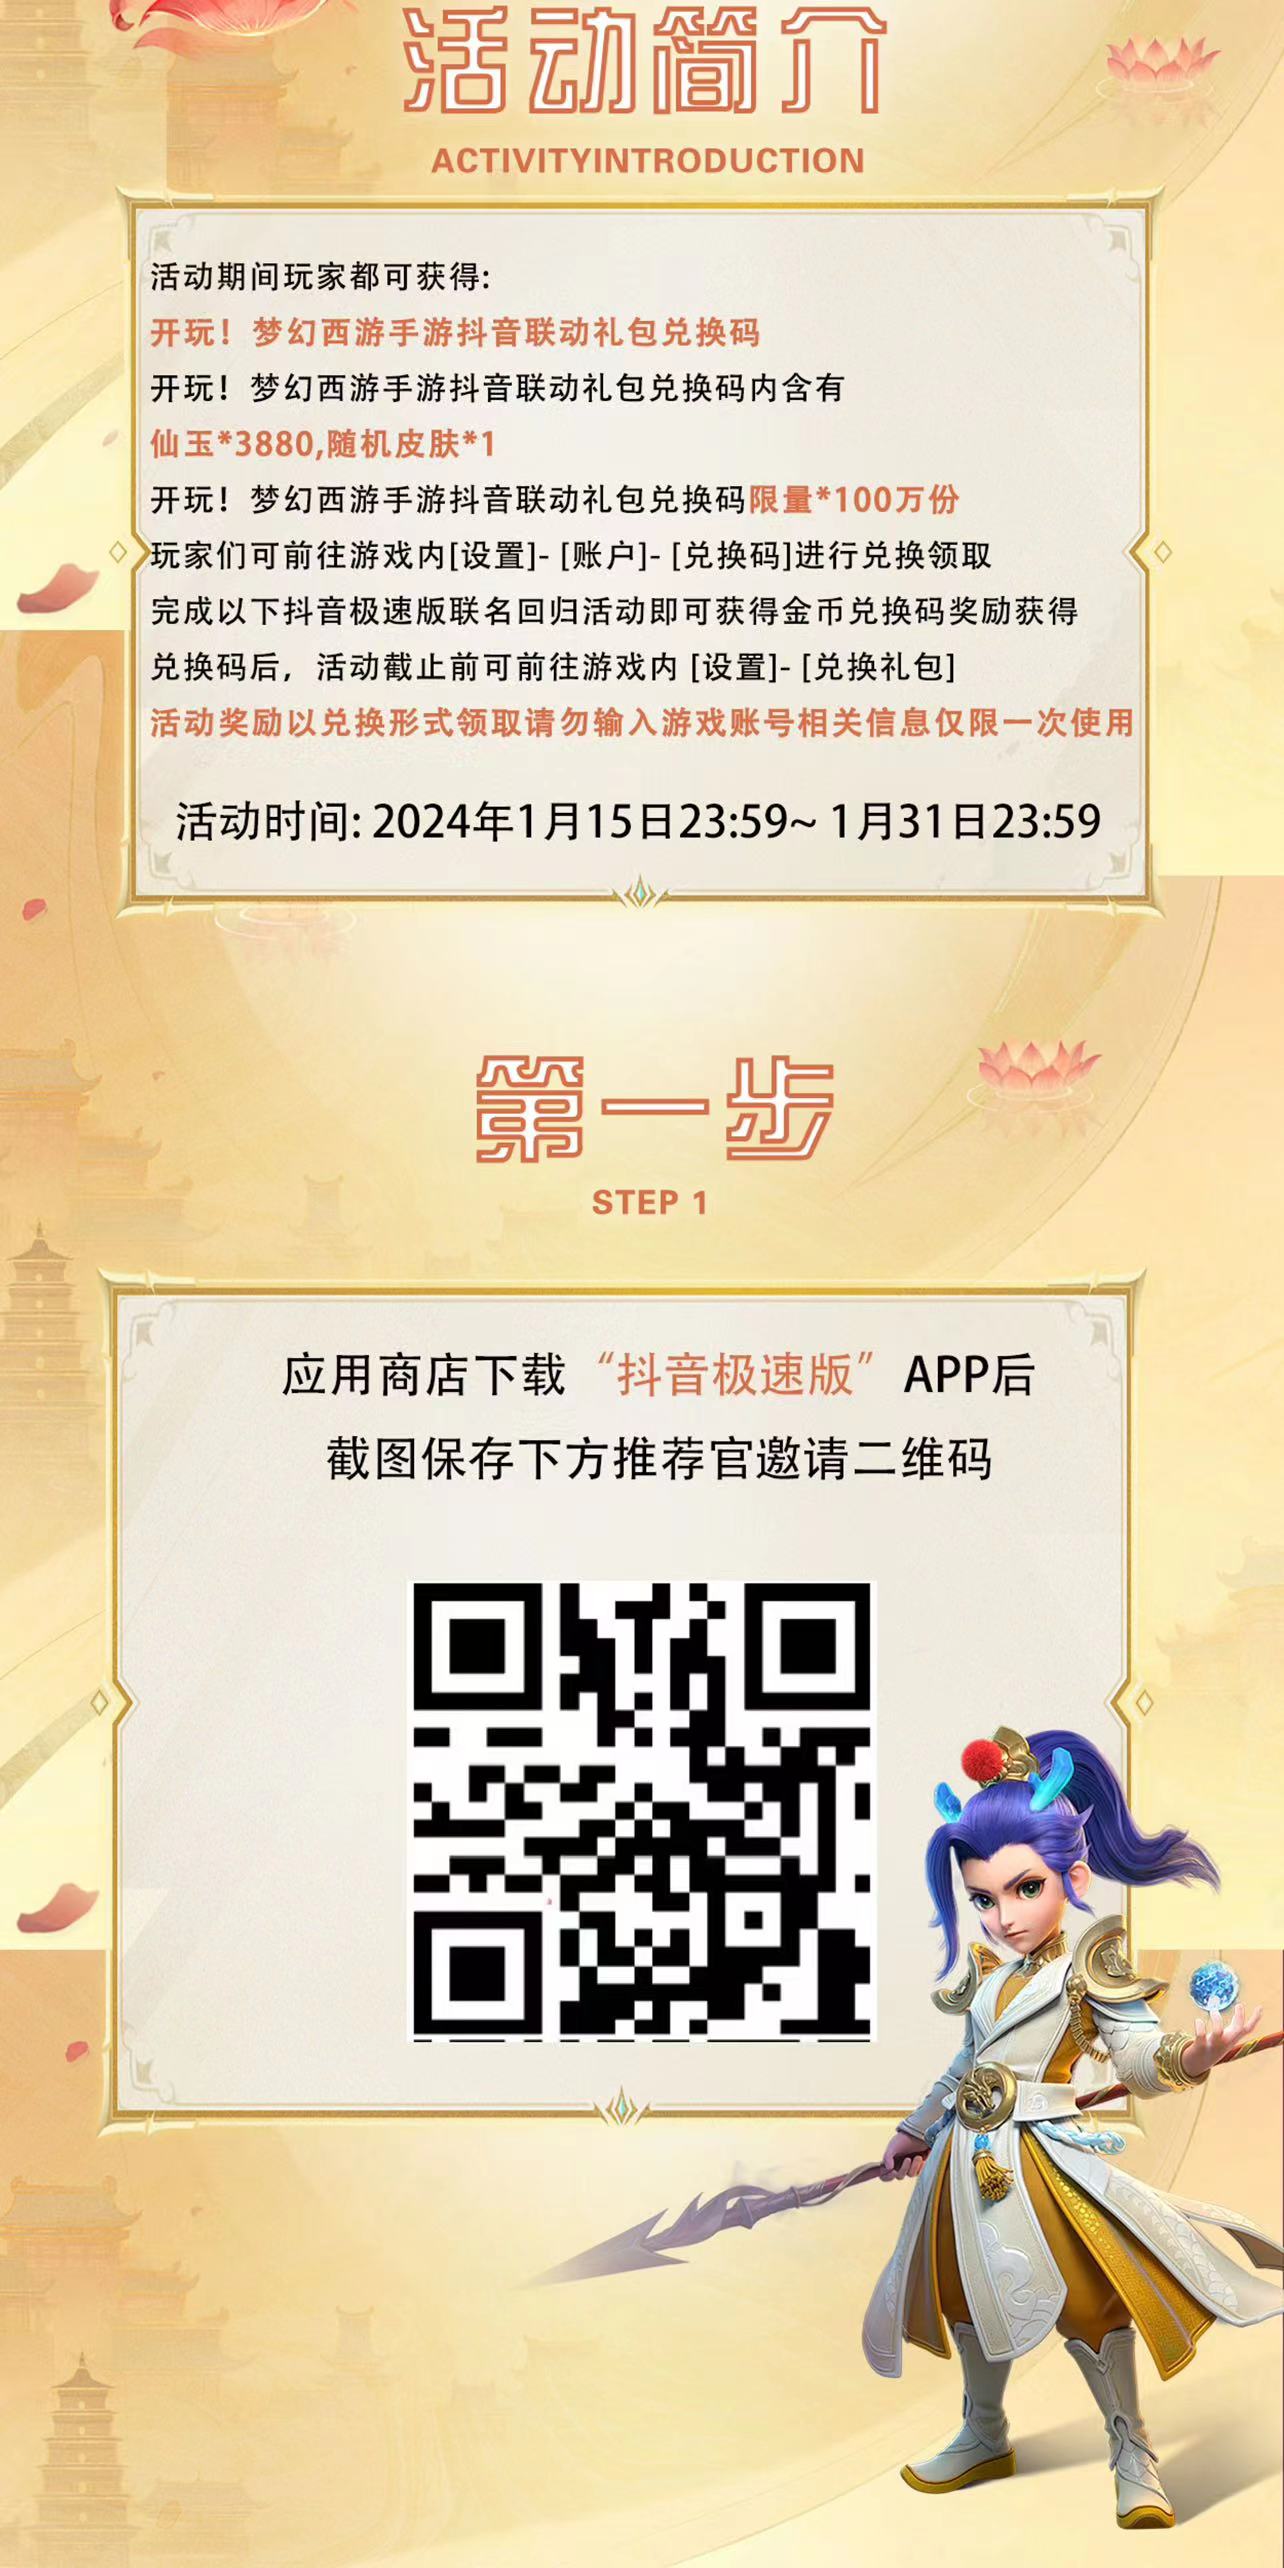 活动简介
ACTIVITYINTRODUCTION
活动期间玩家都可获得:
开玩！梦幻西游手游抖音联动礼包兑换码
开玩！梦幻西游手游抖音联动礼包兑换码内含有
仙玉*3880,随机皮肤*1
开玩！梦幻西游手游抖音联动礼包兑换码限量*100万份
玩家们可前往游戏内[设置]- [账户]- [兑换码]进行兑换领取
完成以下抖音极速版联名回归活动即可获得金币兑换码奖励获得
兑换码后，活动截止前可前往游戏内 [设置]- [兑换礼包]
活动奖励以兑换形式领取请勿输入游戏账号相关信息仅限一次使用
活动时间: 2024年1月15日23:59~ 1月31日23:59
第一步
STEP 1
应用商店下载“抖音极速版”APP后
截图保存下方推荐官邀请二维码